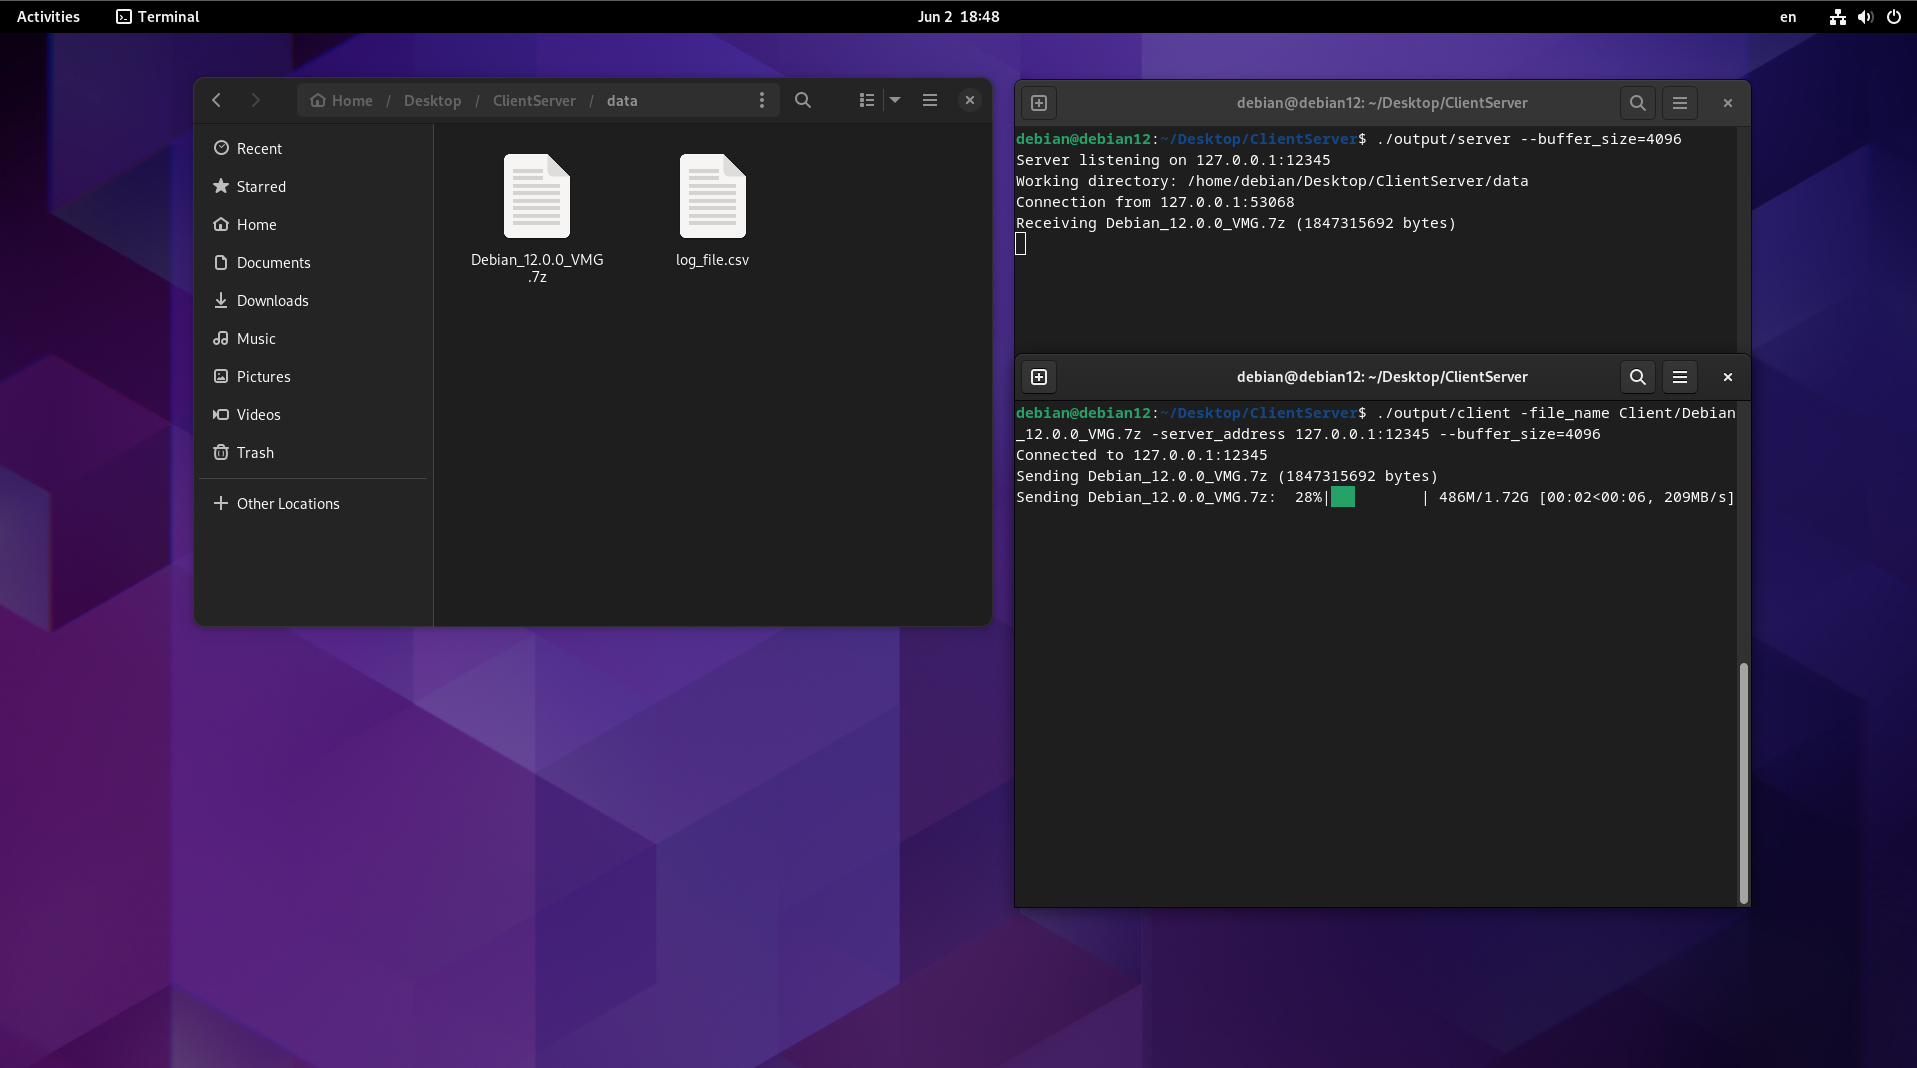 Activities Terminal Jun 2 18:48 en
Home / Desktop / ClientServer / data
Recent
Starred
Home
Documents
Downloads
Music
Pictures
Videos
Trash
Other Locations
Debian_12.0.0_VMG
.7z
log_file.csv
debian@debian12: ~/Desktop/ClientServer
debian@debian12:~/Desktop/ClientServer$ ./output/server --buffer_size=4096
Server listening on 127.0.0.1:12345
Working directory: /home/debian/Desktop/ClientServer/data
Connection from 127.0.0.1:53068
Receiving Debian_12.0.0_VMG.7z (1847315692 bytes)
debian@debian12: ~/Desktop/ClientServer
debian@debian12:~/Desktop/ClientServer$ ./output/client -file_name Client/Debian
_12.0.0_VMG.7z -server_address 127.0.0.1:12345 --buffer_size=4096
Connected to 127.0.0.1:12345
Sending Debian_12.0.0_VMG.7z (1847315692 bytes)
Sending Debian_12.0.0_VMG.7z:  28%|          | 486M/1.72G [00:02<00:06, 209MB/s]